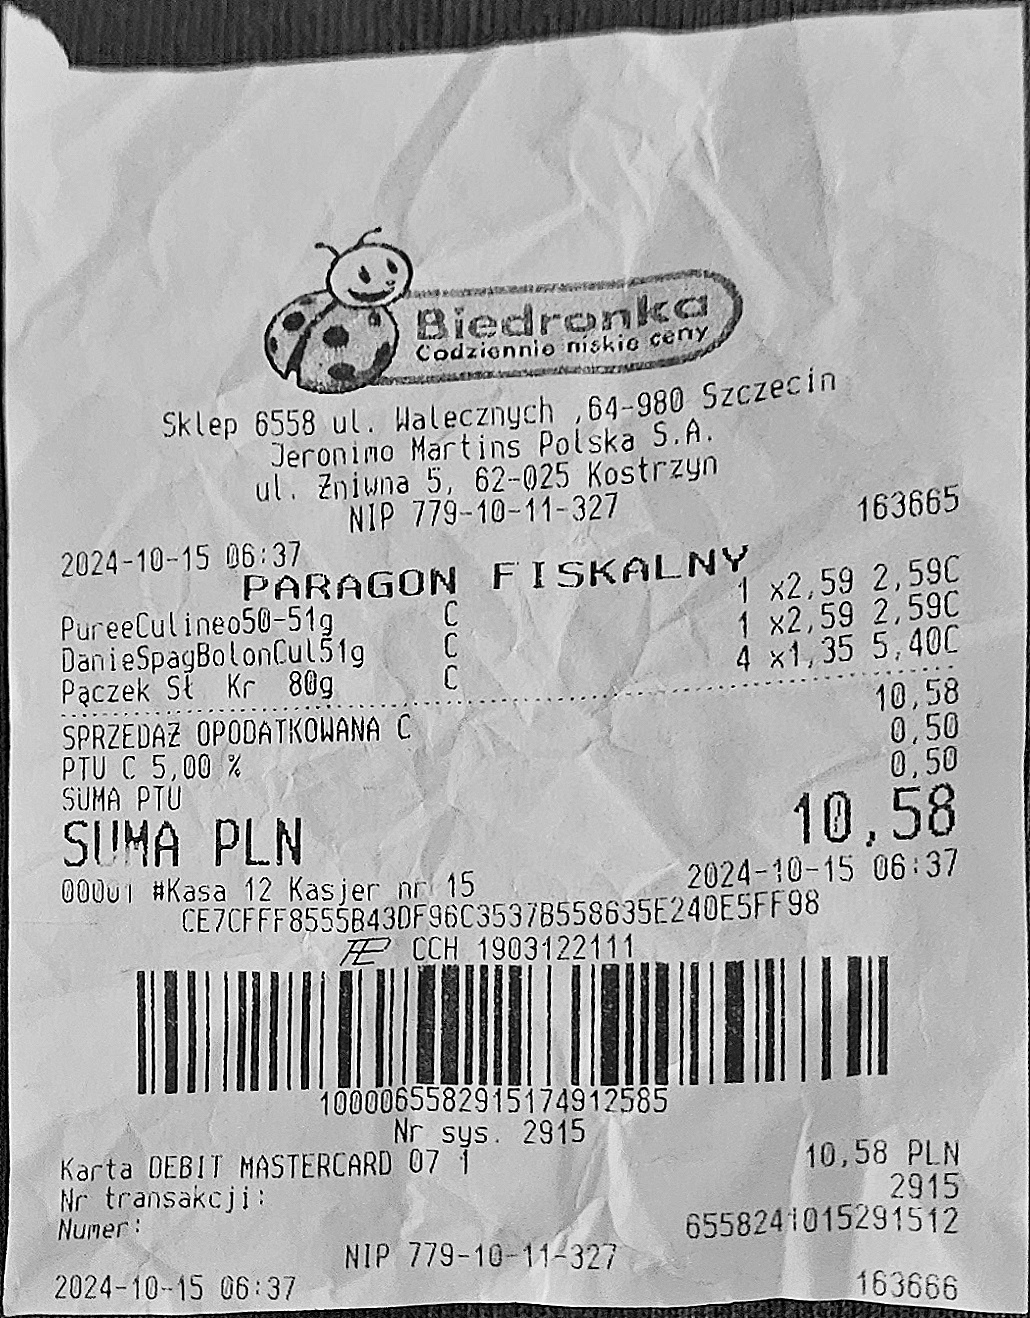 Biedronka
Codziennie niskie ceny
Sklep 6558 ul. Walecznych ,64-980 Szczecin
Jeronimo Martins Polska S.A.
ul. Żniwna 5, 62-025 Kostrzyn
NIP 779-10-11-327
2024-10-15 06:37 163665
PARAGON FISKALNY
PureeCulineo50-51g C 1 x2,59 2,59C
DanieSpagBolonCul51g C 1 x2,59 2,59C
Pączek St Kr 80g C 4 x1,35 5,40C
SPRZEDAŻ OPODATKOWANA C 10,58
PTU C 5,00 % 0,50
SUMA PTU 0,50
SUMA PLN 10,58
00001 #Kasa 12 Kasjer nr 15 2024-10-15 06:37
CE7CFFF8555B430F96C3537B558635E240E5FF98
CCH 1903122111
1000065582915174912585
Nr sys. 2915
Karta DEBIT MASTERCARD 07 1 10,58 PLN
Nr transakcji: 2915
Numer: 6558241015291512
NIP 779-10-11-327
2024-10-15 06:37 163666